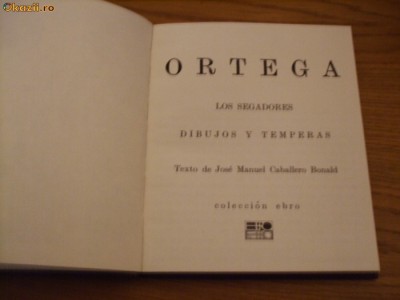 okazii.ro
ORTEGA
LOS SEGADORES
DIBUJOS Y TEMPERAS
Texto de José Manuel Caballero Bonald
colección ebro